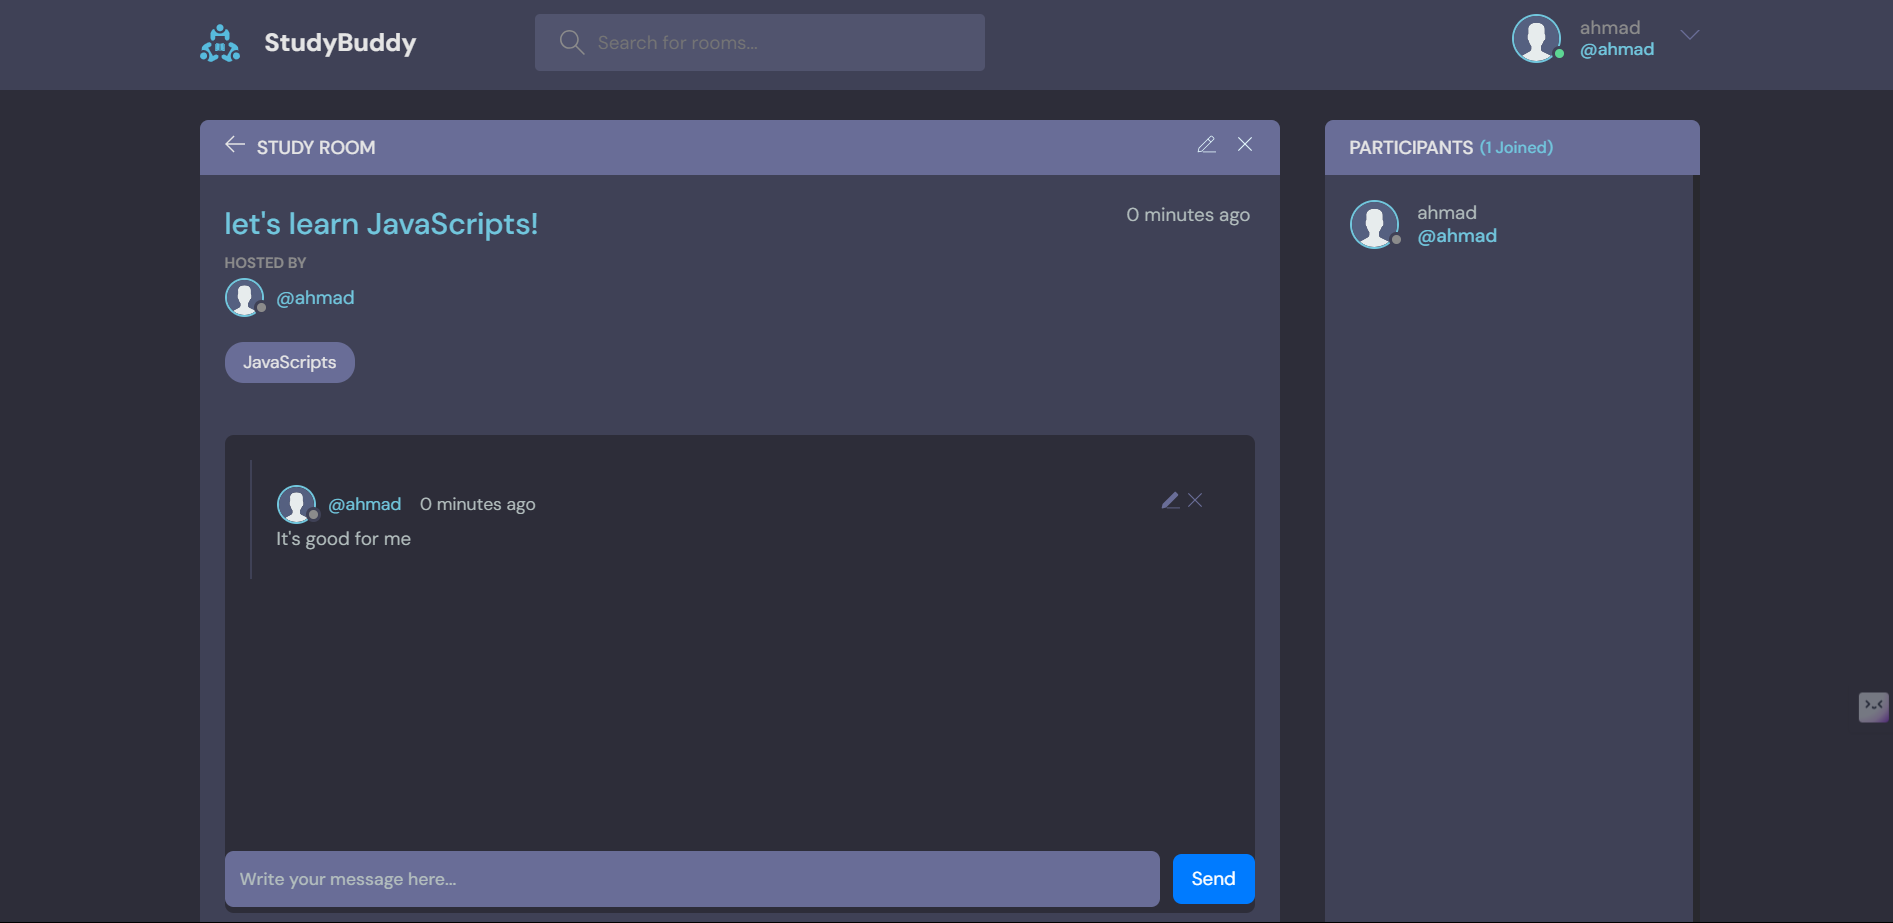 StudyBuddy
Search for rooms...
ahmad
@ahmad
STUDY ROOM
let's learn JavaScripts!
0 minutes ago
HOSTED BY
@ahmad
JavaScripts
@ahmad 0 minutes ago
It's good for me
Write your message here...
Send
PARTICIPANTS (1 Joined)
ahmad
@ahmad